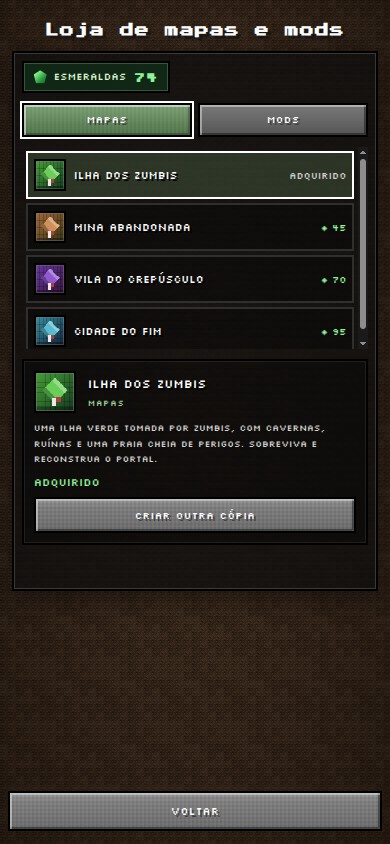 Loja de mapas e mods
ESMERALDAS 74
MAPAS
MODS
ILHA DOS ZUMBIS ADQUIRIDO
MINA ABANDONADA 45
VILA DO CREPÚSCULO 70
CIDADE DO FIM 95
ILHA DOS ZUMBIS
MAPAS
UMA ILHA VERDE TOMADA POR ZUMBIS, COM CAVERNAS,
RUÍNAS E UMA PRAIA CHEIA DE PERIGOS. SOBREVIVA E
RECONSTRUA O PORTAL.
ADQUIRIDO
CRIAR OUTRA CÓPIA
VOLTAR